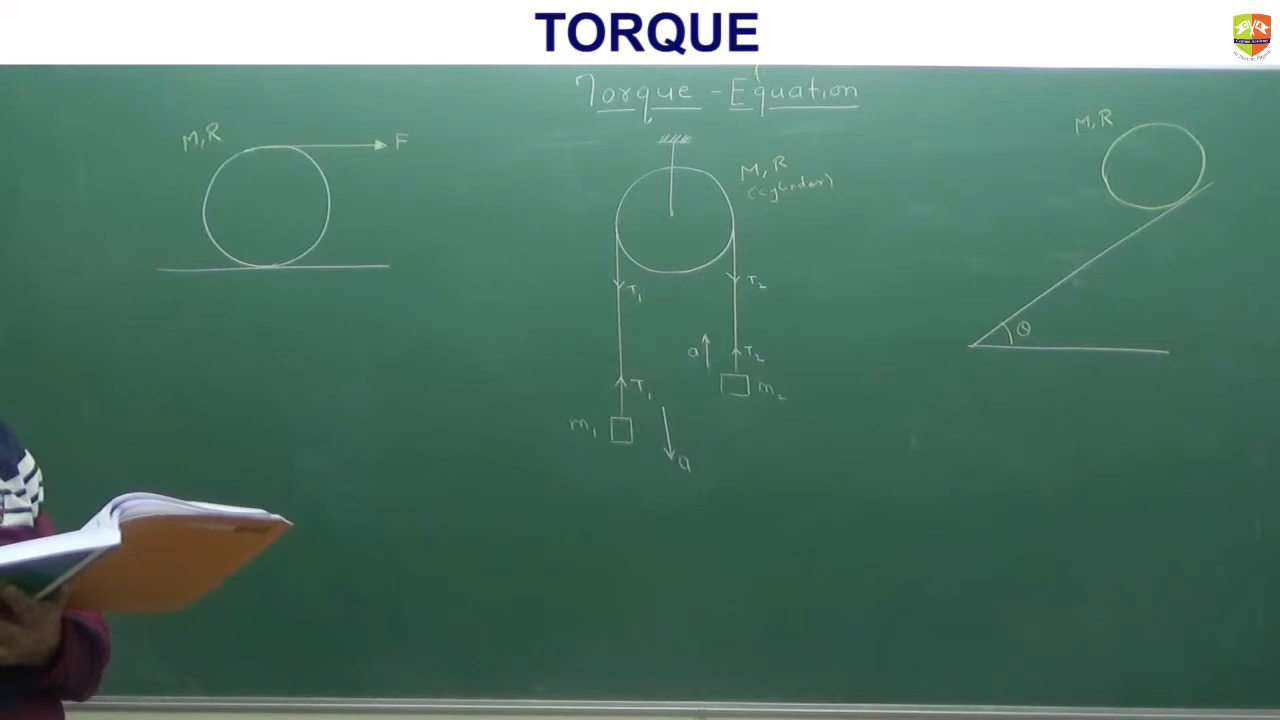 TORQUE
Torque - Equation
M, R
F
M, R
(cylinder)
T1
T2
a
T2
m2
T1
m1
a
M, R
θ